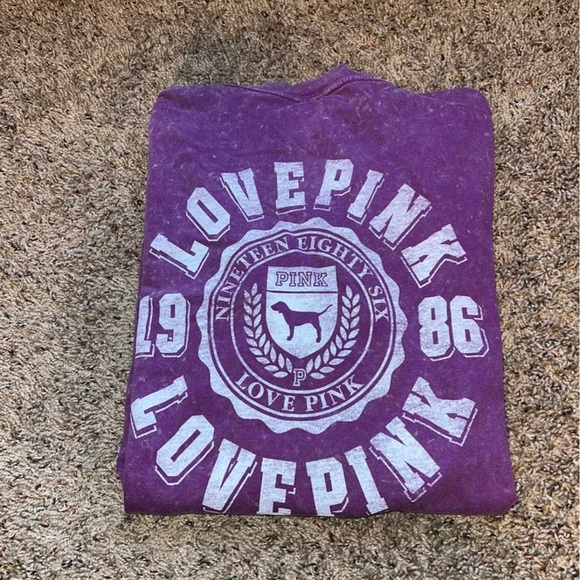 LOVEPINK
NINETEEN EIGHTY SIX
PINK
19 86
P
LOVE PINK
LOVEPINK